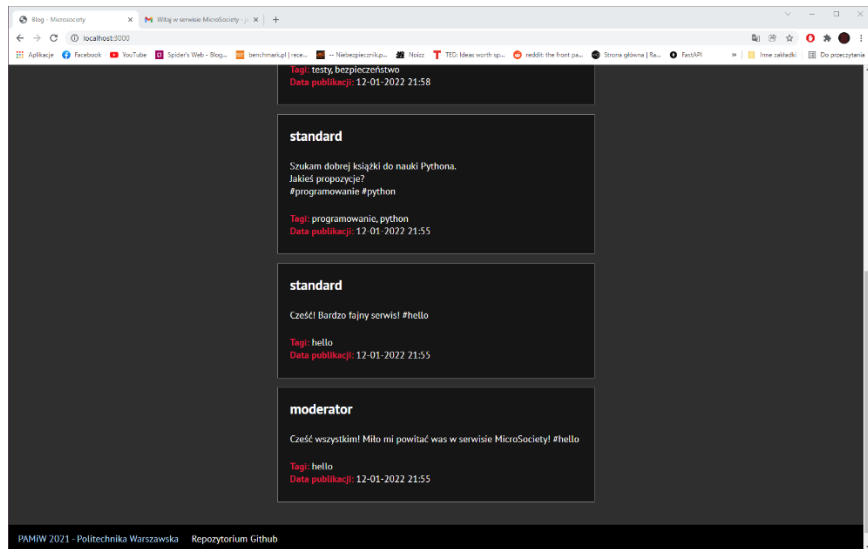 Blog - Microsociety
Witaj w serwisie MicroSociety - j
localhost:3000
Aplikacje
Facebook
YouTube
Spider's Web - Blog...
benchmark.pl | rece...
-- Niebezpiecznik.p...
Noizz
TED: Ideas worth sp...
reddit: the front pa...
Strona główna | Ra...
FastAPI
»
Inne zakładki
Do przeczytania
Tagi: testy, bezpieczeństwo
Data publikacji: 12-01-2022 21:58
standard
Szukam dobrej książki do nauki Pythona.
Jakieś propozycje?
#programowanie #python
Tagi: programowanie, python
Data publikacji: 12-01-2022 21:55
standard
Cześć! Bardzo fajny serwis! #hello
Tagi: hello
Data publikacji: 12-01-2022 21:55
moderator
Cześć wszystkim! Miło mi powitać was w serwisie MicroSociety! #hello
Tagi: hello
Data publikacji: 12-01-2022 21:55
PAMiW 2021 - Politechnika Warszawska
Repozytorium Github